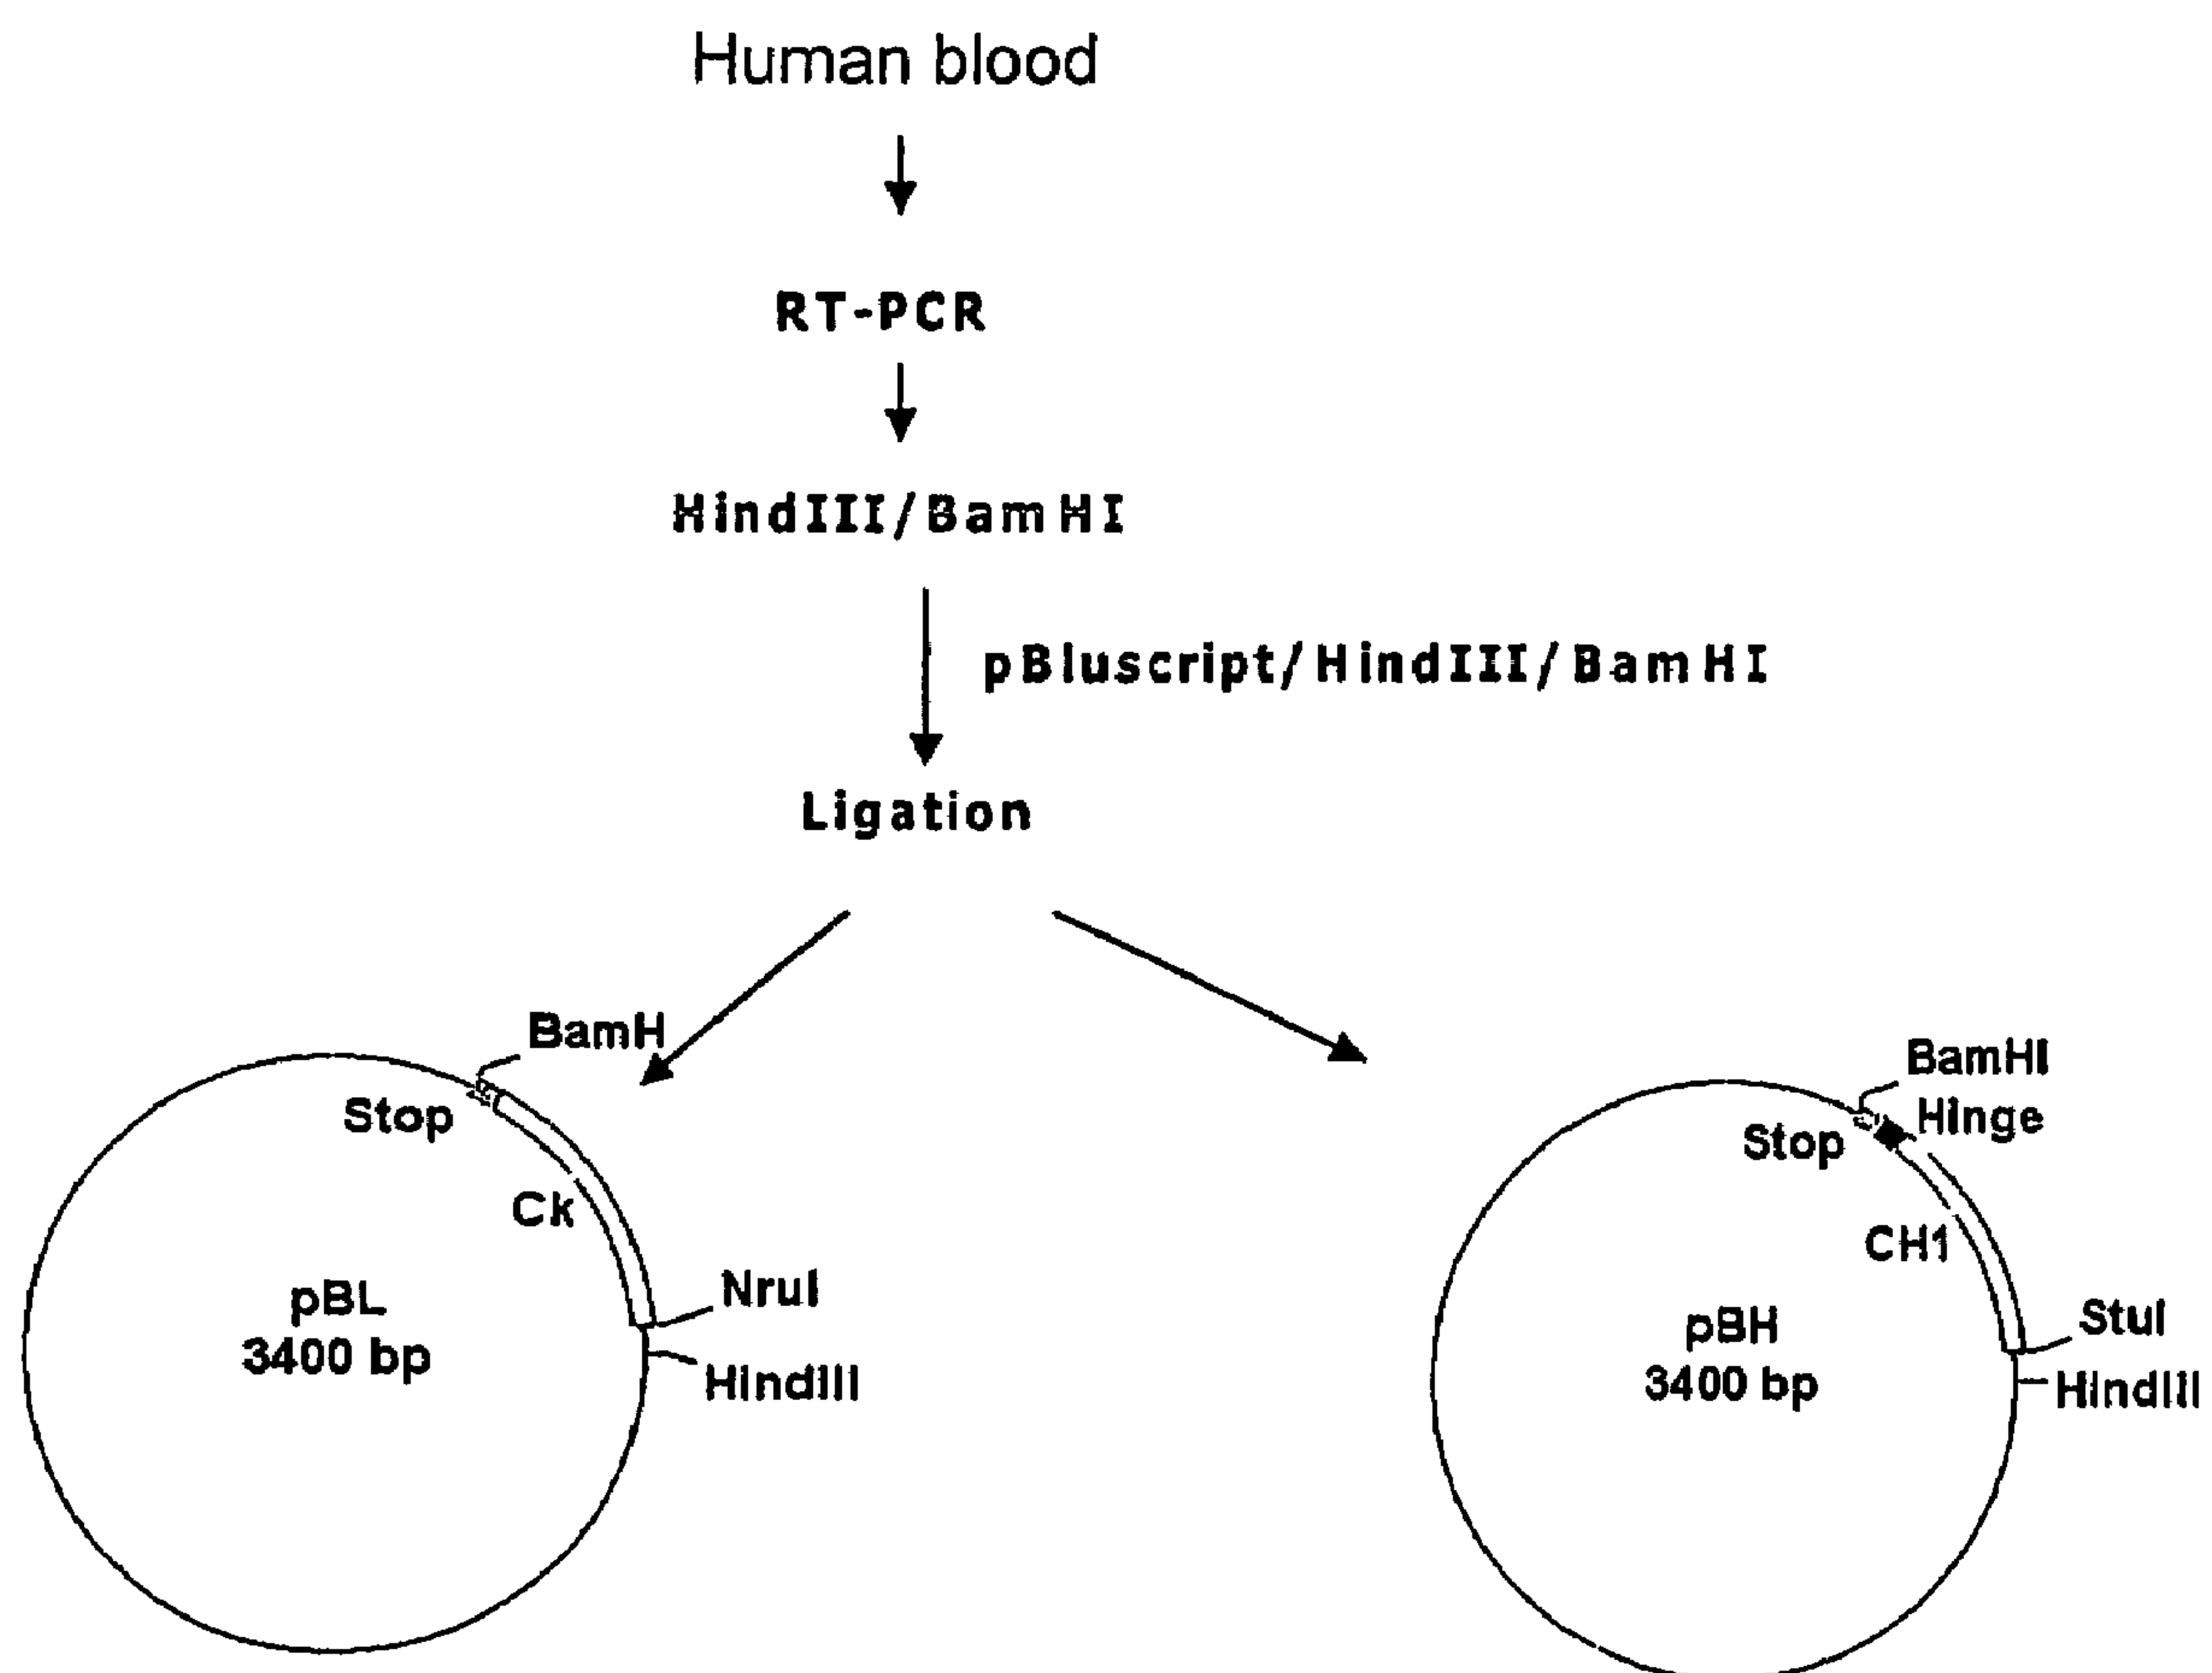 Human blood
RT-PCR
HindIII/BamHI
pBluscript/HindIII/BamHI
Ligation
BamH
Stop
Ck
NruI
pBL
3400 bp
HindIII
BamHI
Hinge
Stop
CH1
StuI
pBH
3400 bp
HindIII